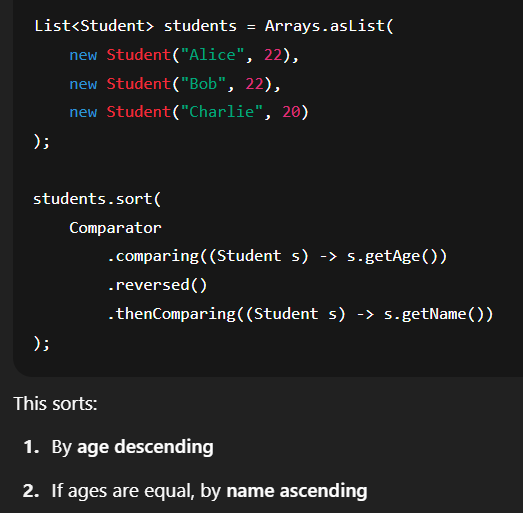 List<Student> students = Arrays.asList(
    new Student("Alice", 22),
    new Student("Bob", 22),
    new Student("Charlie", 20)
);
students.sort(
    Comparator
        .comparing((Student s) -> s.getAge())
        .reversed()
        .thenComparing((Student s) -> s.getName())
);
This sorts:
1. By age descending
2. If ages are equal, by name ascending